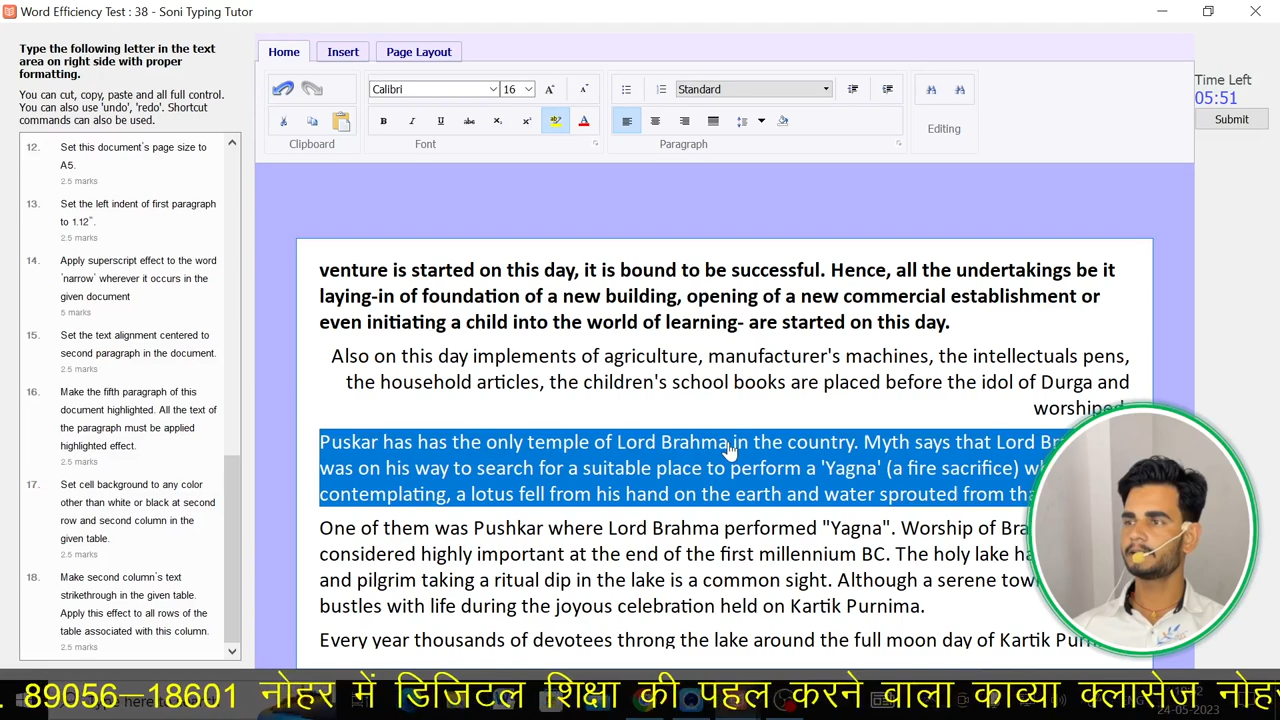 Word Efficiency Test : 38 - Soni Typing Tutor
Type the following letter in the text
area on right side with proper
formatting.
You can cut, copy, paste and all full control.
You can also use 'undo', 'redo'. Shortcut
commands can also be used.
12. Set this document's page size to
A5.
2.5 marks
13. Set the left indent of first paragraph
to 1.12".
2.5 marks
14. Apply superscript effect to the word
'narrow' wherever it occurs in the
given document
5 marks
15. Set the text alignment centered to
second paragraph in the document.
2.5 marks
16. Make the fifth paragraph of this
document highlighted. All the text of
the paragraph must be applied
highlighted effect.
2.5 marks
17. Set cell background to any color
other than white or black at second
row and second column in the
given table.
2.5 marks
18. Make second column's text
strikethrough in the given table.
Apply this effect to all rows of the
table associated with this column.
2.5 marks
Home Insert Page Layout
Calibri 16 Standard
Clipboard Font Paragraph Editing
Time Left
05:51
Submit
venture is started on this day, it is bound to be successful. Hence, all the undertakings be it
laying-in of foundation of a new building, opening of a new commercial establishment or
even initiating a child into the world of learning- are started on this day.
Also on this day implements of agriculture, manufacturer's machines, the intellectuals pens,
the household articles, the children's school books are placed before the idol of Durga and
worshiped.
Puskar has has the only temple of Lord Brahma in the country. Myth says that Lord
was on his way to search for a suitable place to perform a 'Yagna' (a fire sacrifice)
contemplating, a lotus fell from his hand on the earth and water sprouted from
One of them was Pushkar where Lord Brahma performed "Yagna". Worship of
considered highly important at the end of the first millennium BC. The holy lake
and pilgrim taking a ritual dip in the lake is a common sight. Although a serene
bustles with life during the joyous celebration held on Kartik Purnima.
Every year thousands of devotees throng the lake around the full moon day of Kartik
89056–18601 नोहर में डिजिटल शिक्षा की पहल करने वाला काव्या क्लासेज नोहर
24-05-2023